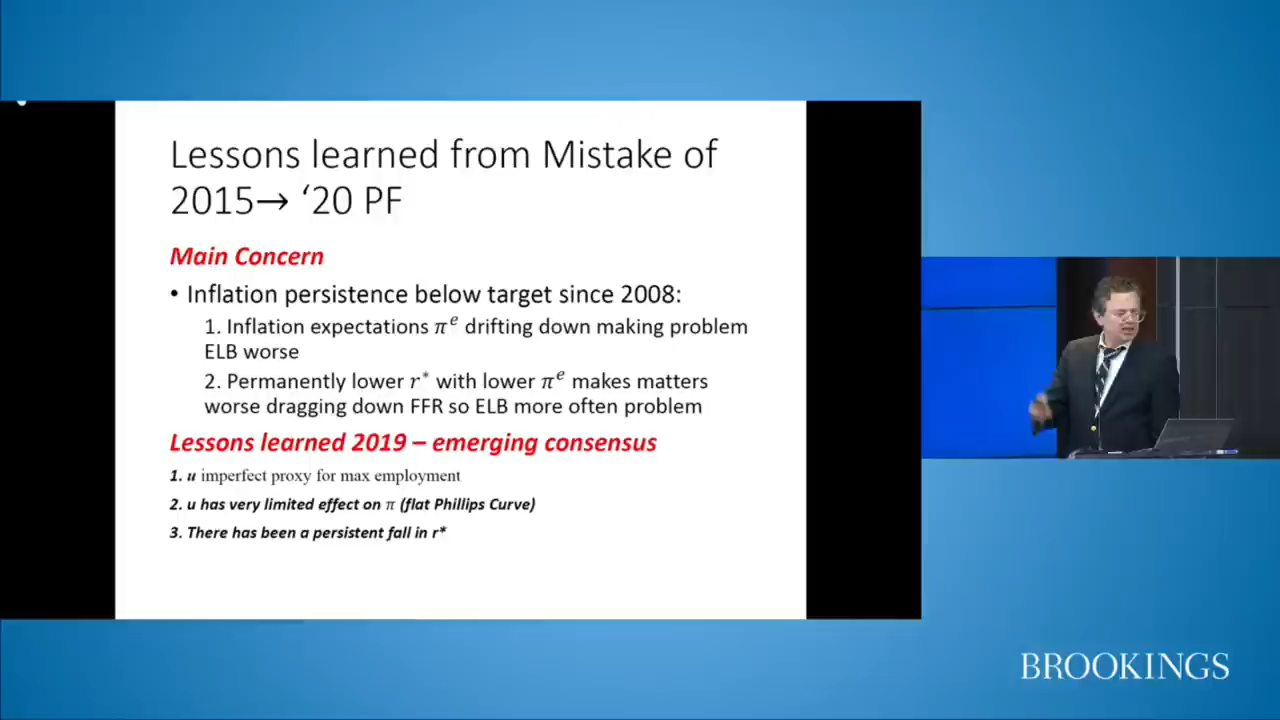 Lessons learned from Mistake of
2015→ ‘20 PF
Main Concern
• Inflation persistence below target since 2008:
1. Inflation expectations πᵉ drifting down making problem
ELB worse
2. Permanently lower r* with lower πᵉ makes matters
worse dragging down FFR so ELB more often problem
Lessons learned 2019 – emerging consensus
1. u imperfect proxy for max employment
2. u has very limited effect on π (flat Phillips Curve)
3. There has been a persistent fall in r*
BROOKINGS